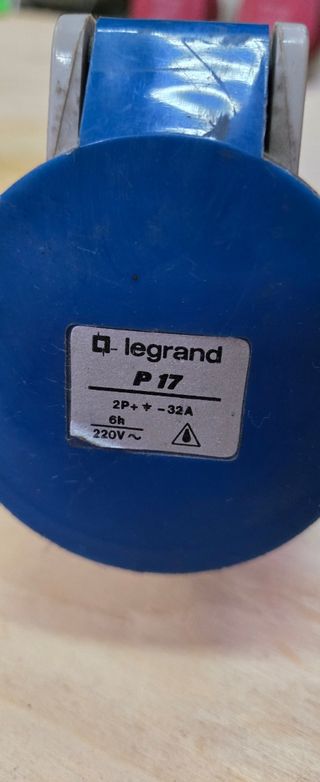 legrand
P 17
2P+⏚-32A
6h
220V~